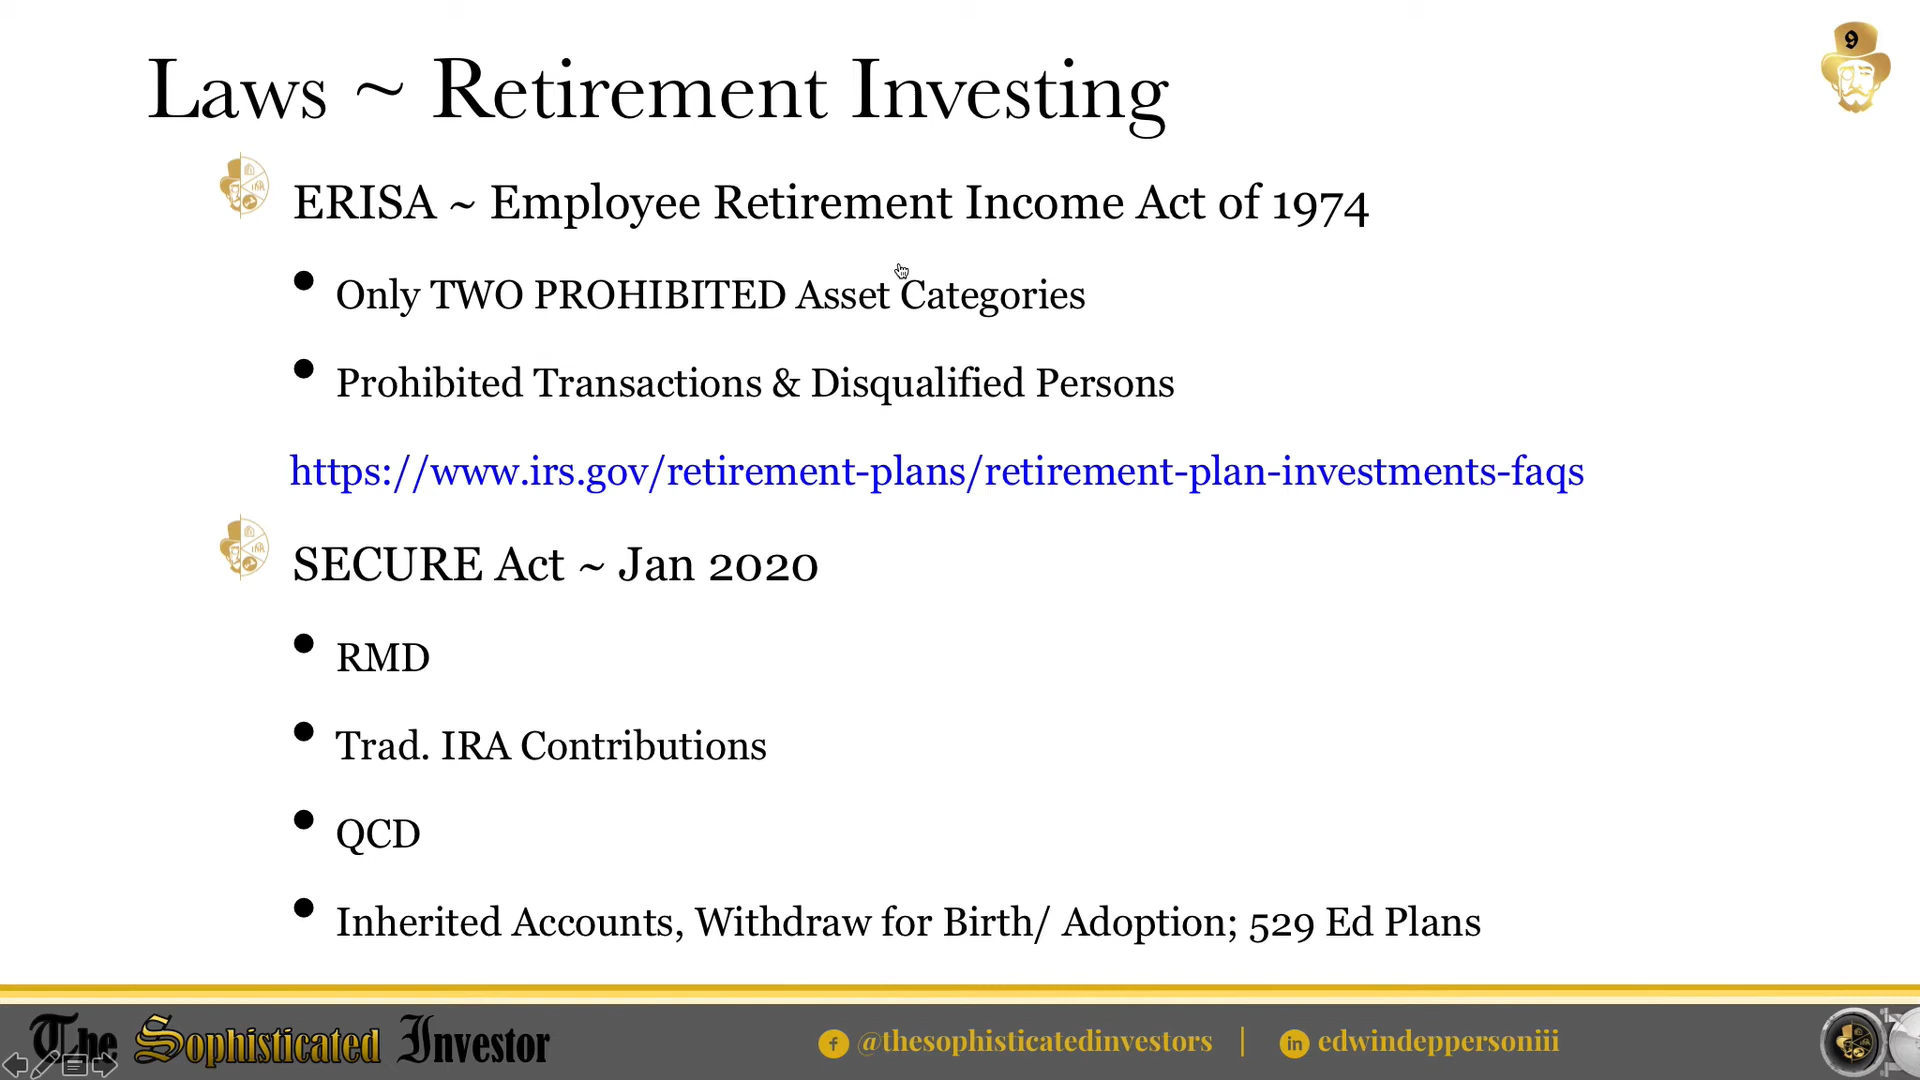 9
Laws ~ Retirement Investing
ERISA ~ Employee Retirement Income Act of 1974
• Only TWO PROHIBITED Asset Categories
• Prohibited Transactions & Disqualified Persons
https://www.irs.gov/retirement-plans/retirement-plan-investments-faqs
SECURE Act ~ Jan 2020
• RMD
• Trad. IRA Contributions
• QCD
• Inherited Accounts, Withdraw for Birth/ Adoption; 529 Ed Plans
The Sophisticated Investor
@thesophisticatedinvestors | in edwindeppersoniii